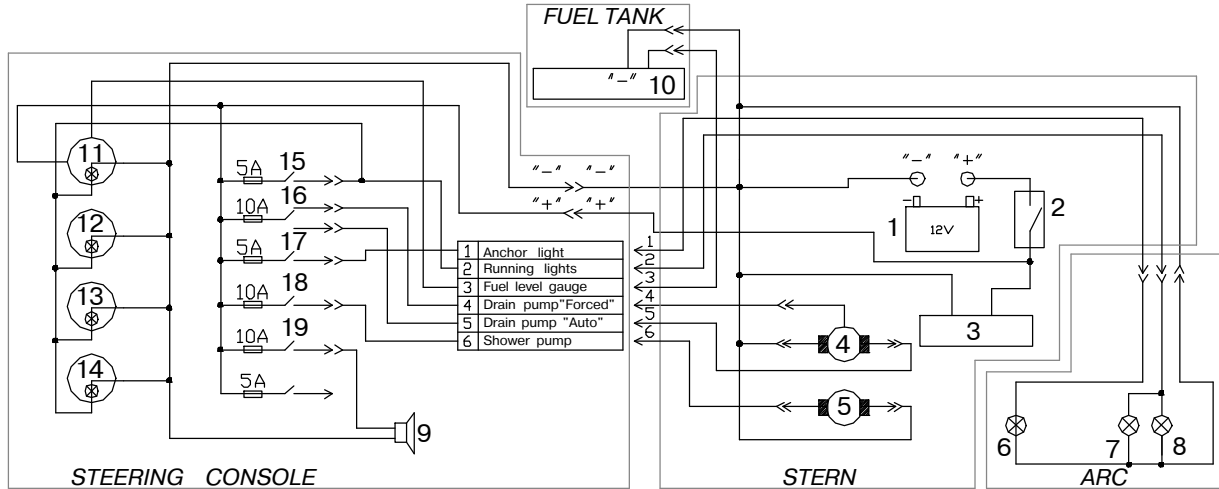 FUEL TANK
"-" 10
11
12
13
14
5A 15
10A 16
5A 17
10A 18
10A 19
5A
9
"-" "-"
"+" "+"
1 Anchor light
2 Running lights
3 Fuel level gauge
4 Drain pump"Forced"
5 Drain pump "Auto"
6 Shower pump
1
2
3
4
5
6
"-" "+"
- +
1 12V
2
3
4
5
6 7 8
STEERING CONSOLE
STERN
ARC